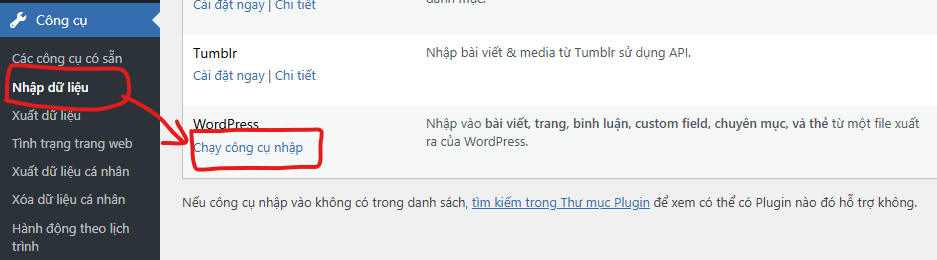 Công cụ
Các công cụ có sẵn
Nhập dữ liệu
Xuất dữ liệu
Tình trạng trang web
Xuất dữ liệu cá nhân
Xóa dữ liệu cá nhân
Hành động theo lịch
trình
Cài đặt ngay | Chi tiết
danh mục.
Tumblr
Nhập bài viết & media từ Tumblr sử dụng API.
Cài đặt ngay | Chi tiết
WordPress
Nhập vào bài viết, trang, bình luận, custom field, chuyên mục, và thẻ từ một file xuất
ra của WordPress.
Chạy công cụ nhập
Nếu công cụ nhập vào không có trong danh sách, tìm kiếm trong Thư mục Plugin để xem có thể có Plugin nào đó hỗ trợ không.